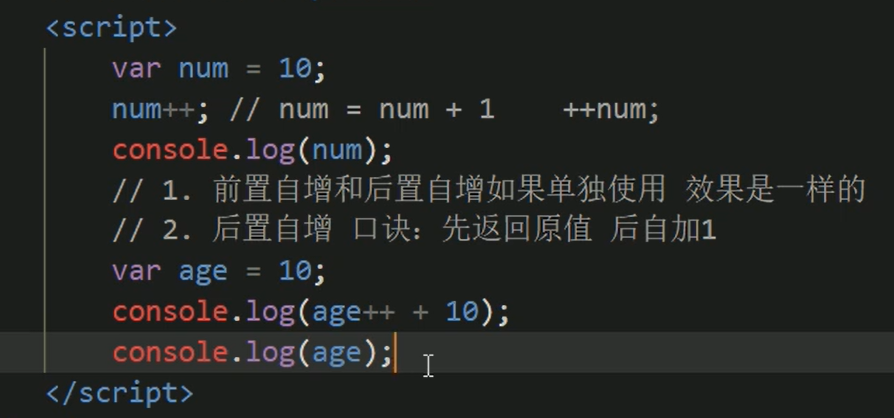 <script>
var num = 10;
num++; // num = num + 1    ++num;
console.log(num);
// 1. 前置自增和后置自增如果单独使用 效果是一样的
// 2. 后置自增 口诀：先返回原值 后自加1
var age = 10;
console.log(age++ + 10);
console.log(age);
</script>